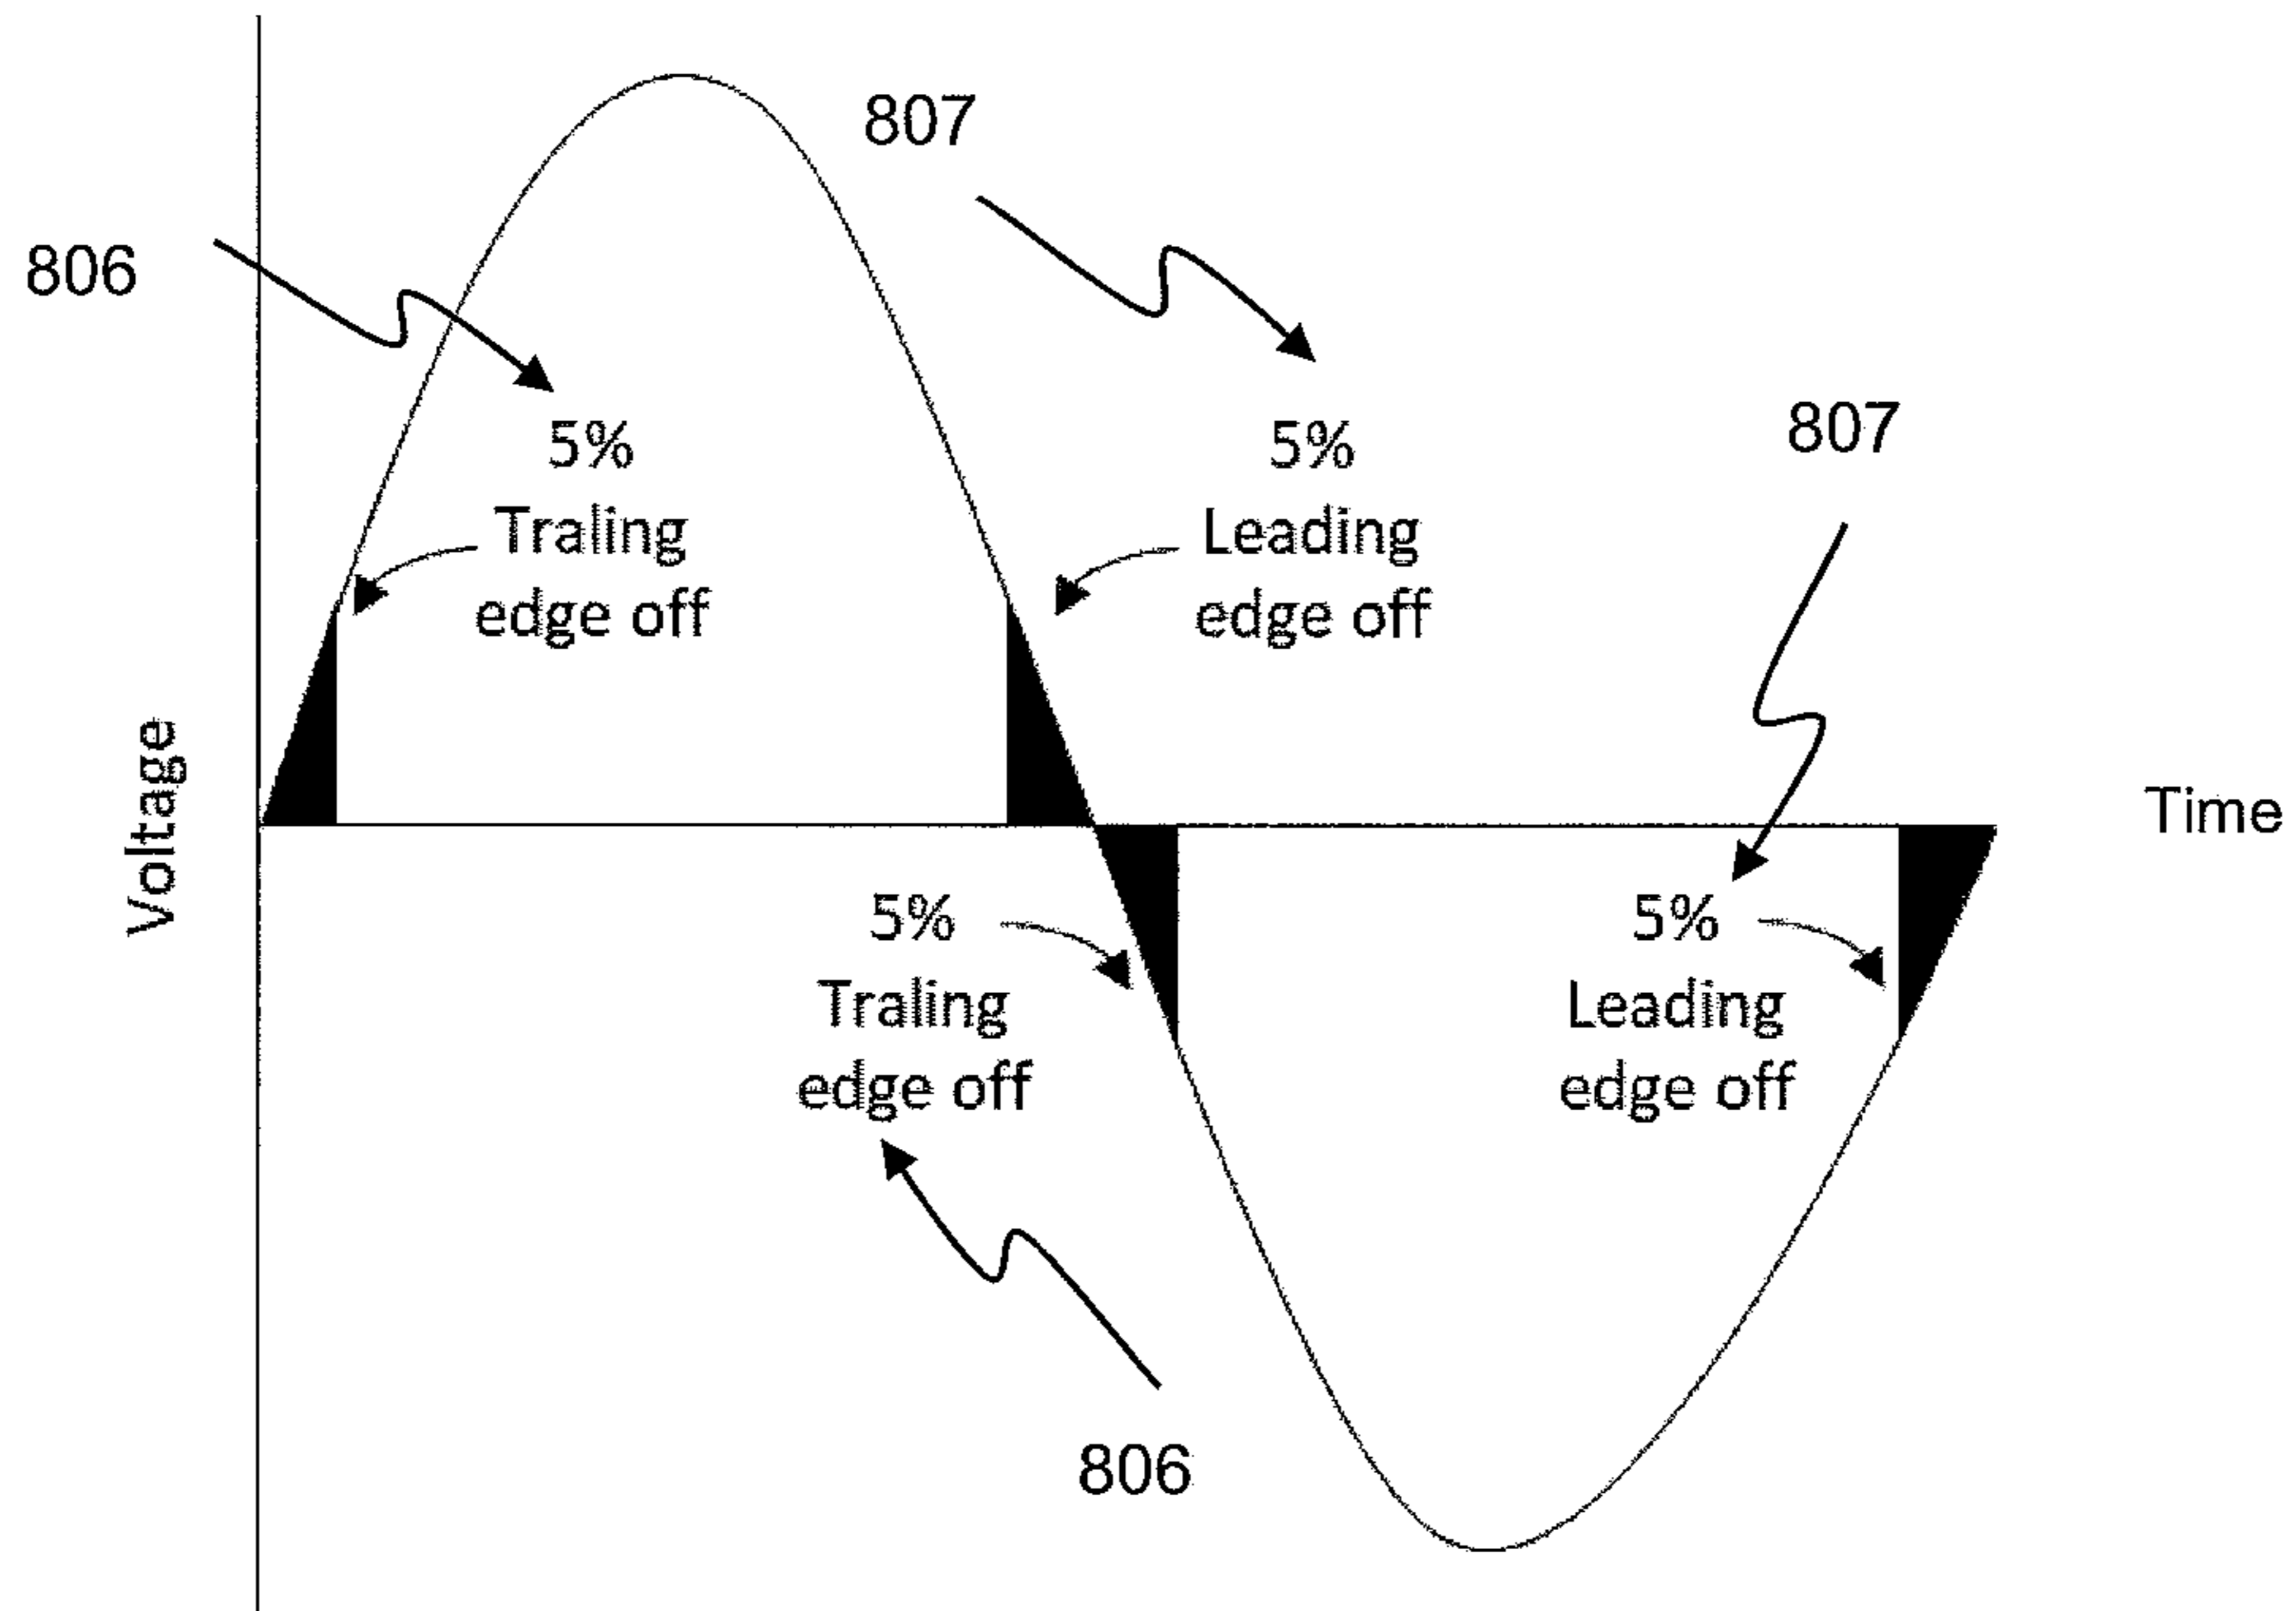 807
806
807
5%
Traling
edge off
5%
Leading
edge off
Voltage
Time
5%
Traling
edge off
5%
Leading
edge off
806